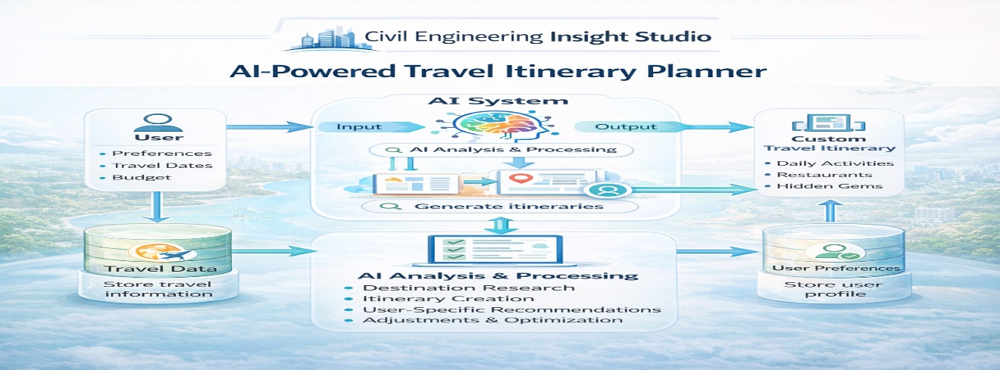 Civil Engineering Insight Studio
AI-Powered Travel Itinerary Planner
User
• Preferences
• Travel Dates
• Budget
AI System
Input
Output
AI Analysis & Processing
Generate itineraries
Custom
Travel Itinerary
• Daily Activities
• Restaurants
• Hidden Gems
Travel Data
Store travel
information
AI Analysis & Processing
• Destination Research
• Itinerary Creation
• User-Specific Recommendations
• Adjustments & Optimization
User Preferences
Store user
profile